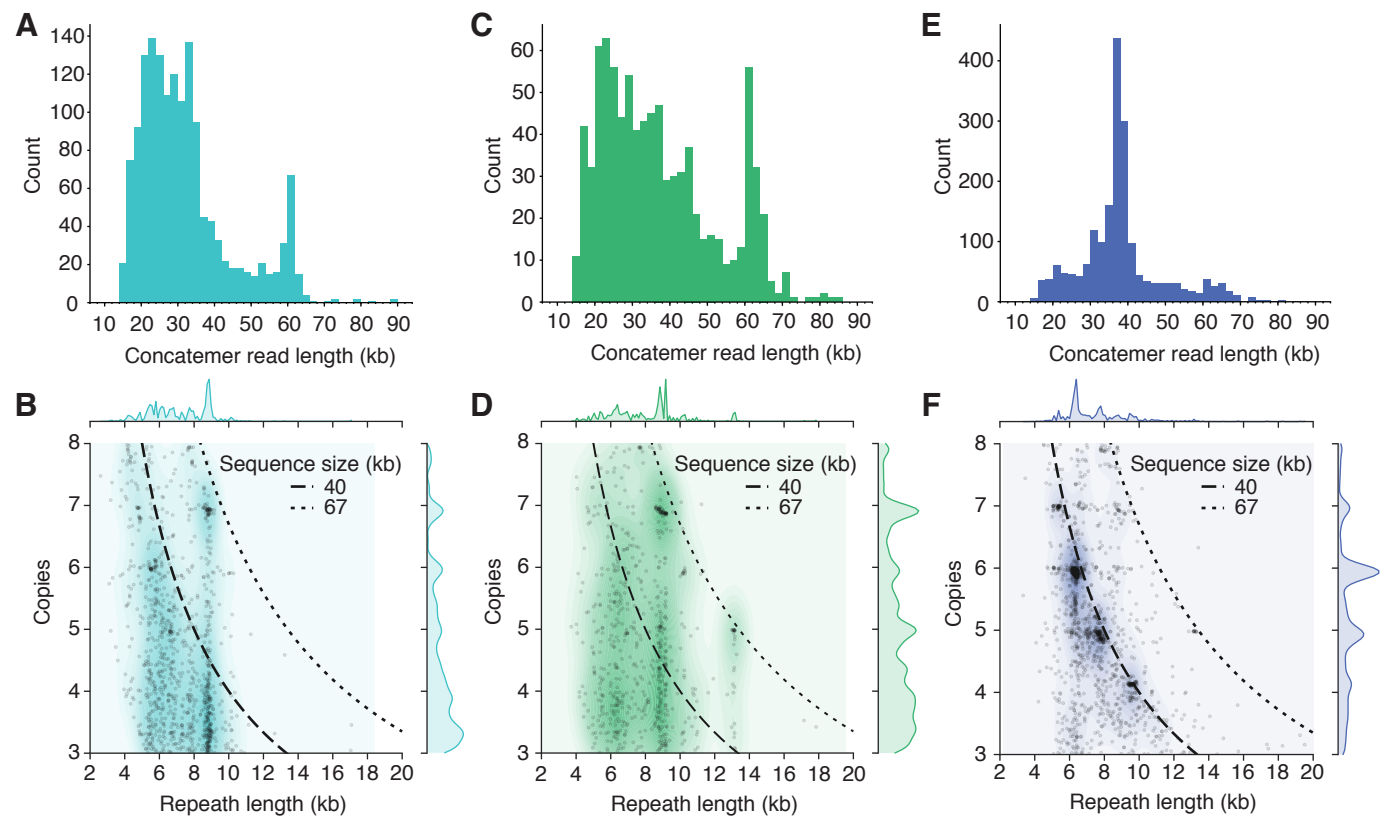 A
140
120
100
80
60
40
20
0
Count
10 20 30 40 50 60 70 80 90
Concatemer read length (kb)
C
60
50
40
30
20
10
0
Count
10 20 30 40 50 60 70 80 90
Concatemer read length (kb)
E
400
300
200
100
0
Count
10 20 30 40 50 60 70 80 90
Concatemer read length (kb)
B
8
7
6
5
4
3
Copies
Sequence size (kb)
40
67
2 4 6 8 10 12 14 16 18 20
Repeath length (kb)
D
8
7
6
5
4
3
Copies
Sequence size (kb)
40
67
2 4 6 8 10 12 14 16 18 20
Repeath length (kb)
F
8
7
6
5
4
3
Copies
Sequence size (kb)
40
67
2 4 6 8 10 12 14 16 18 20
Repeath length (kb)